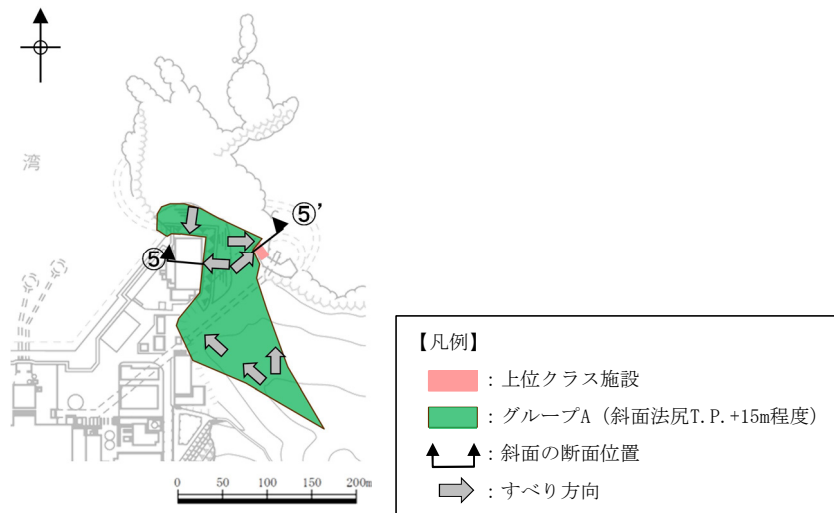 湾
⑤’
⑤
0 50 100 150 200m
【凡例】
：上位クラス施設
：グループA（斜面法尻T.P.+15m程度）
：斜面の断面位置
：すべり方向